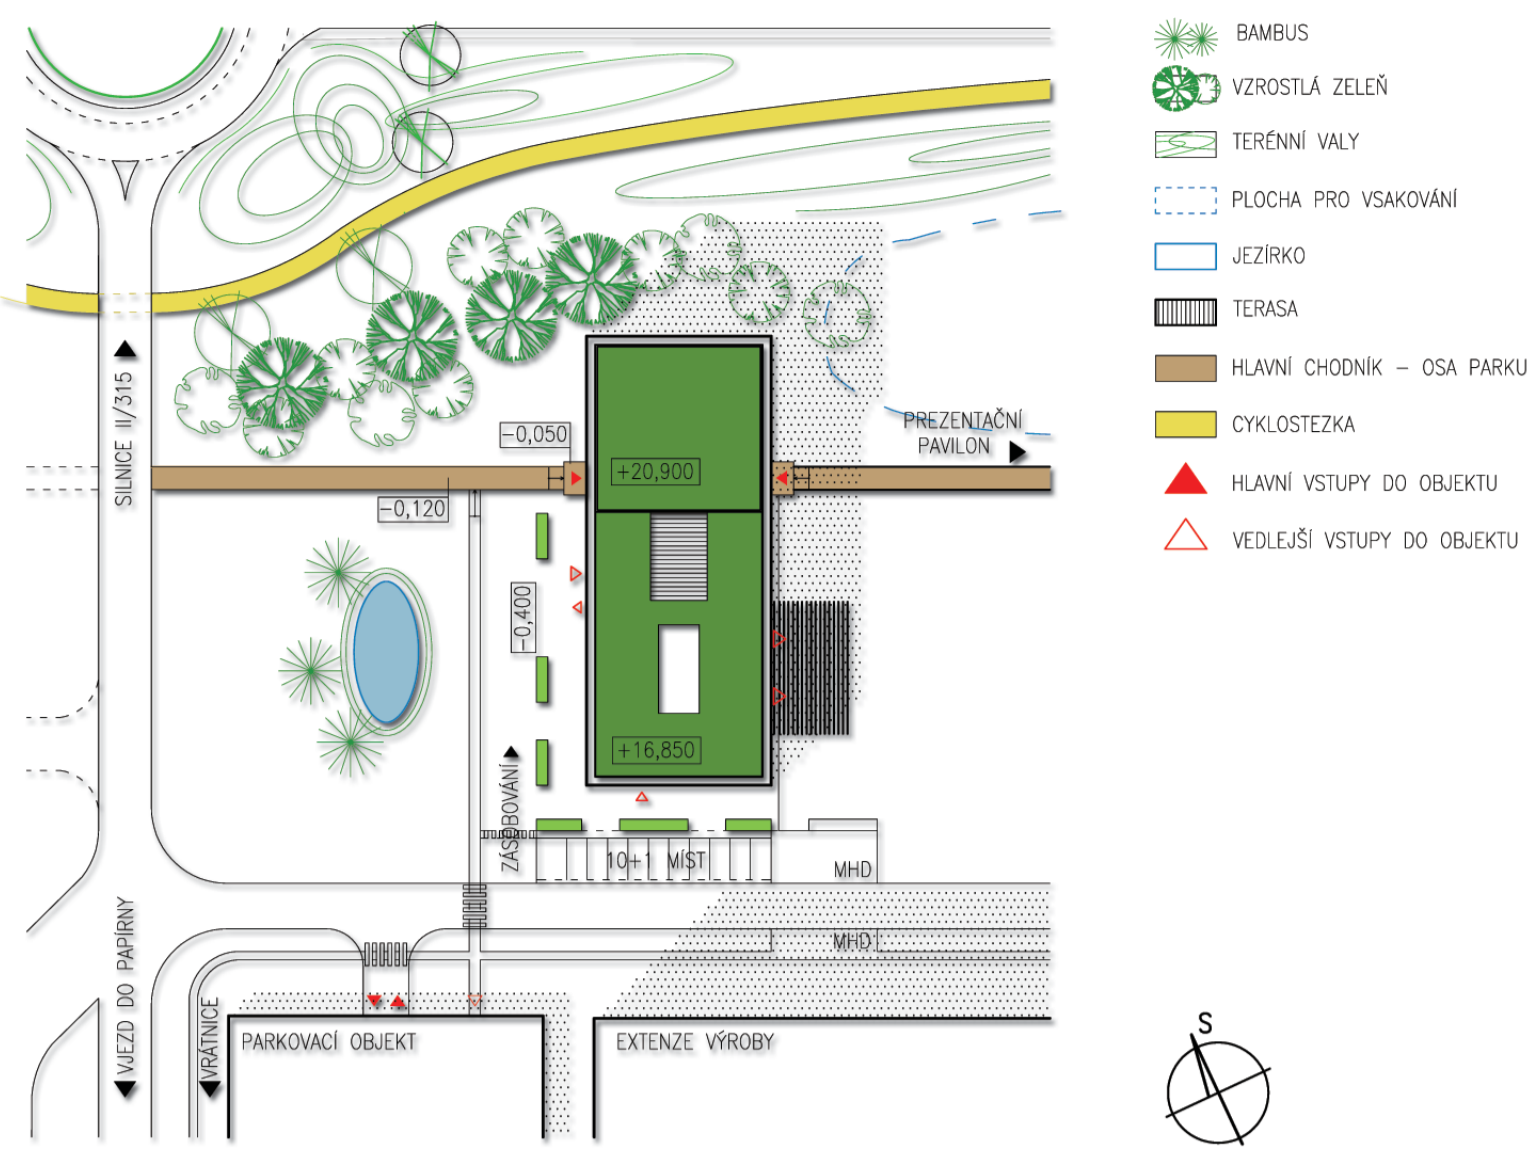 BAMBUS
VZROSTLÁ ZELEŇ
TERÉNNÍ VALY
PLOCHA PRO VSAKOVÁNÍ
JEZÍRKO
TERASA
HLAVNÍ CHODNÍK – OSA PARKU
CYKLOSTEZKA
HLAVNÍ VSTUPY DO OBJEKTU
VEDLEJŠÍ VSTUPY DO OBJEKTU
SILNICE II/315
PREZENTAČNÍ
PAVILON
−0,050
+20,900
−0,120
−0,400
+16,850
ZÁSOBOVÁNÍ
10+1 MÍST
MHD
MHD
VJEZD DO PAPÍRNY
VRÁTNICE
PARKOVACÍ OBJEKT
EXTENZE VÝROBY
S